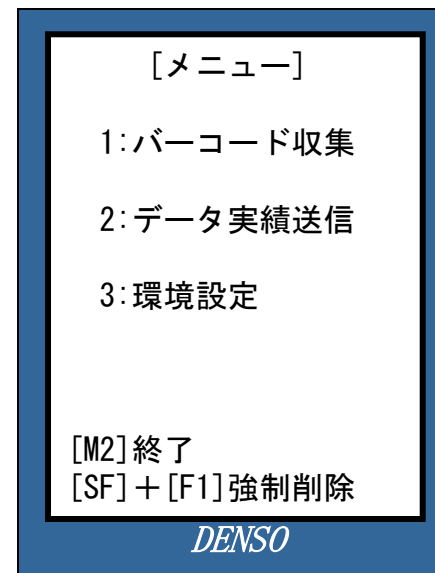 [メニュー]
1:バーコード収集
2:データ実績送信
3:環境設定
[M2]終了
[SF]＋[F1]強制削除
DENSO